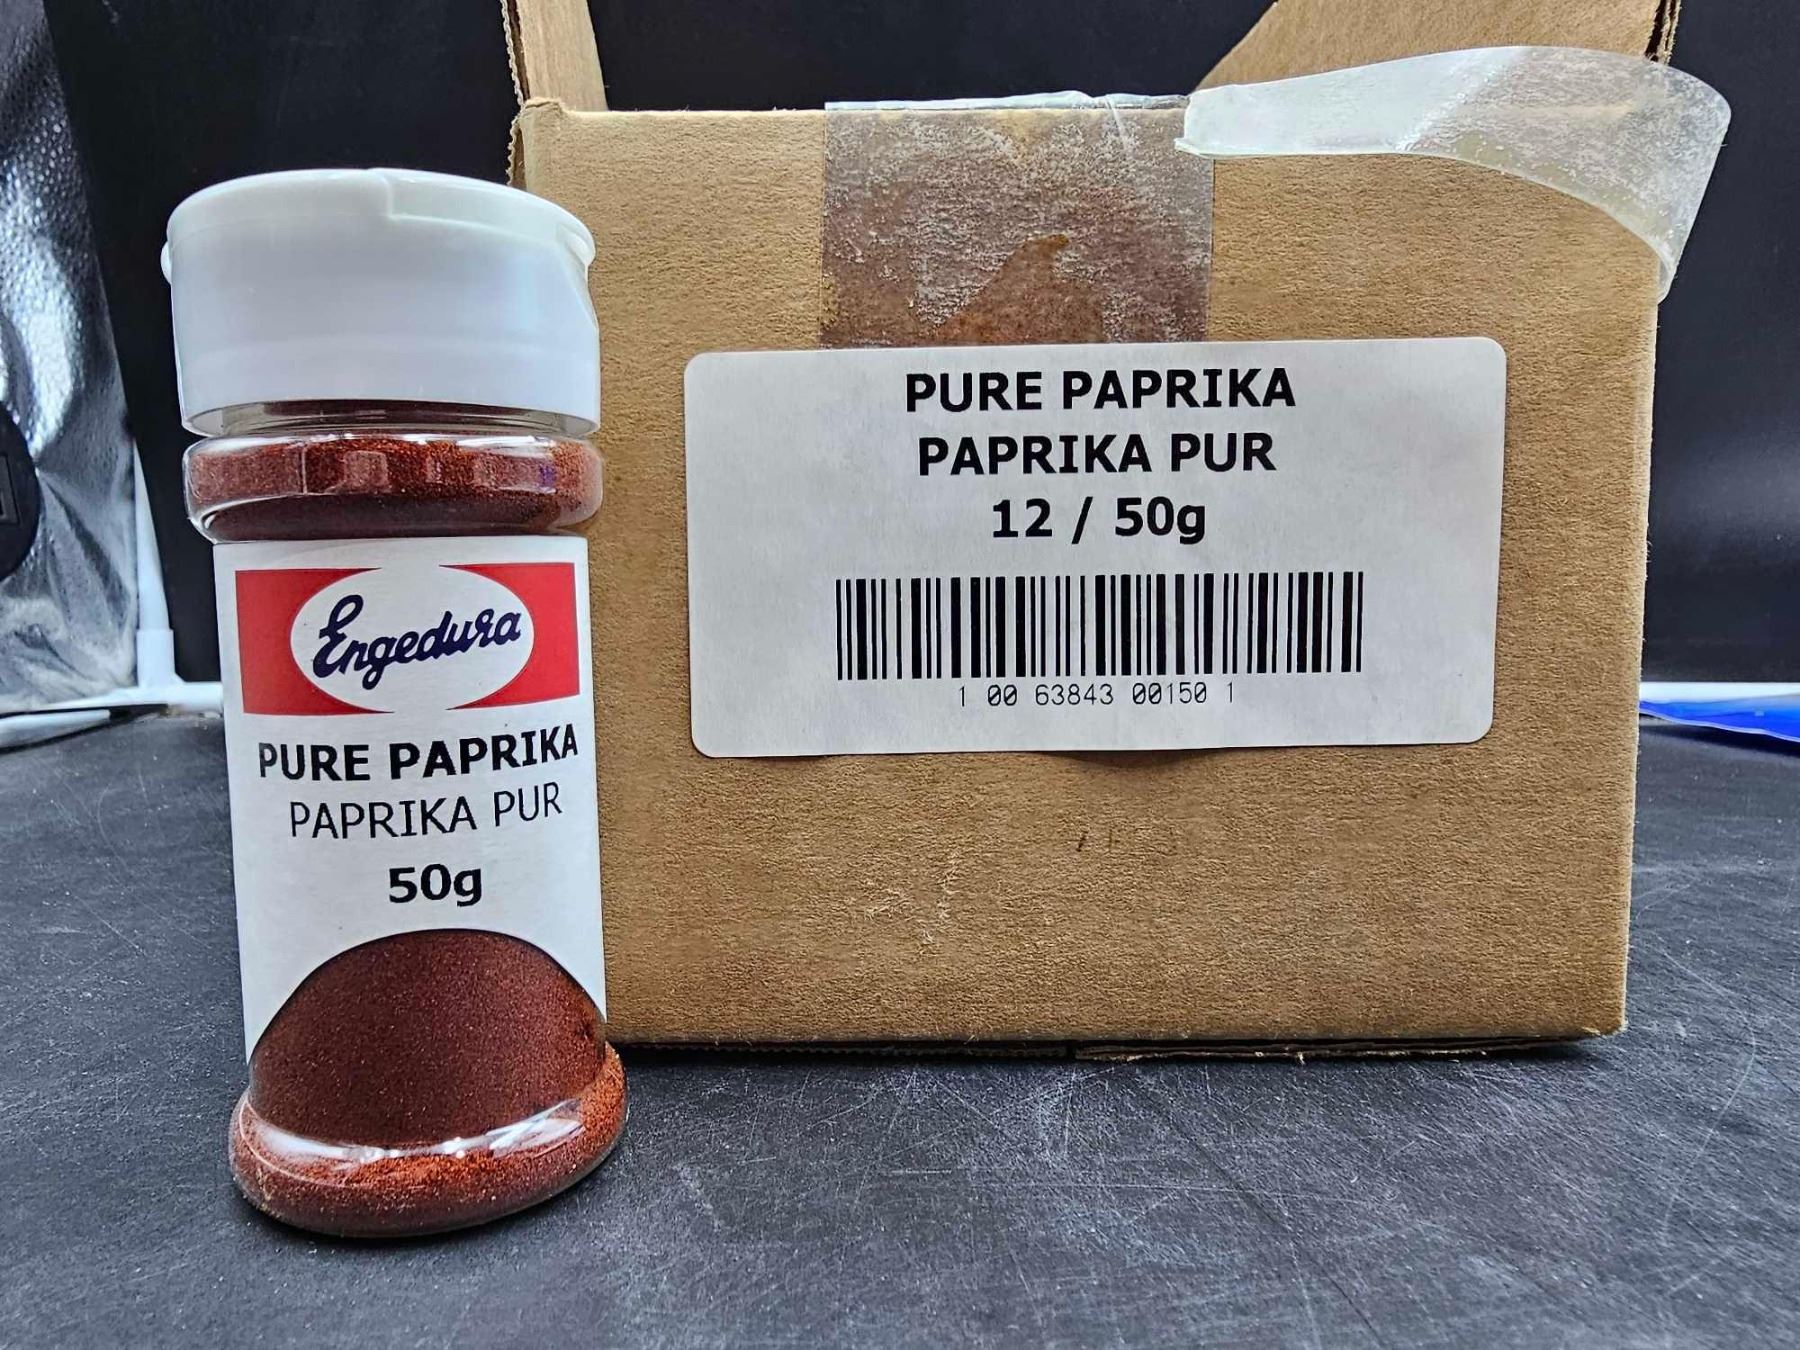 Engedura
PURE PAPRIKA
PAPRIKA PUR
50g
PURE PAPRIKA
PAPRIKA PUR
12 / 50g
1 00 63843 00150 1